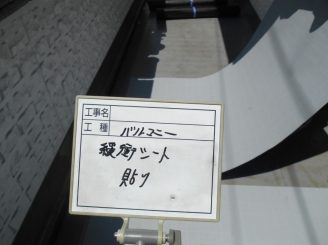 工事名
工種 バルコニー
緩衝シート
貼り